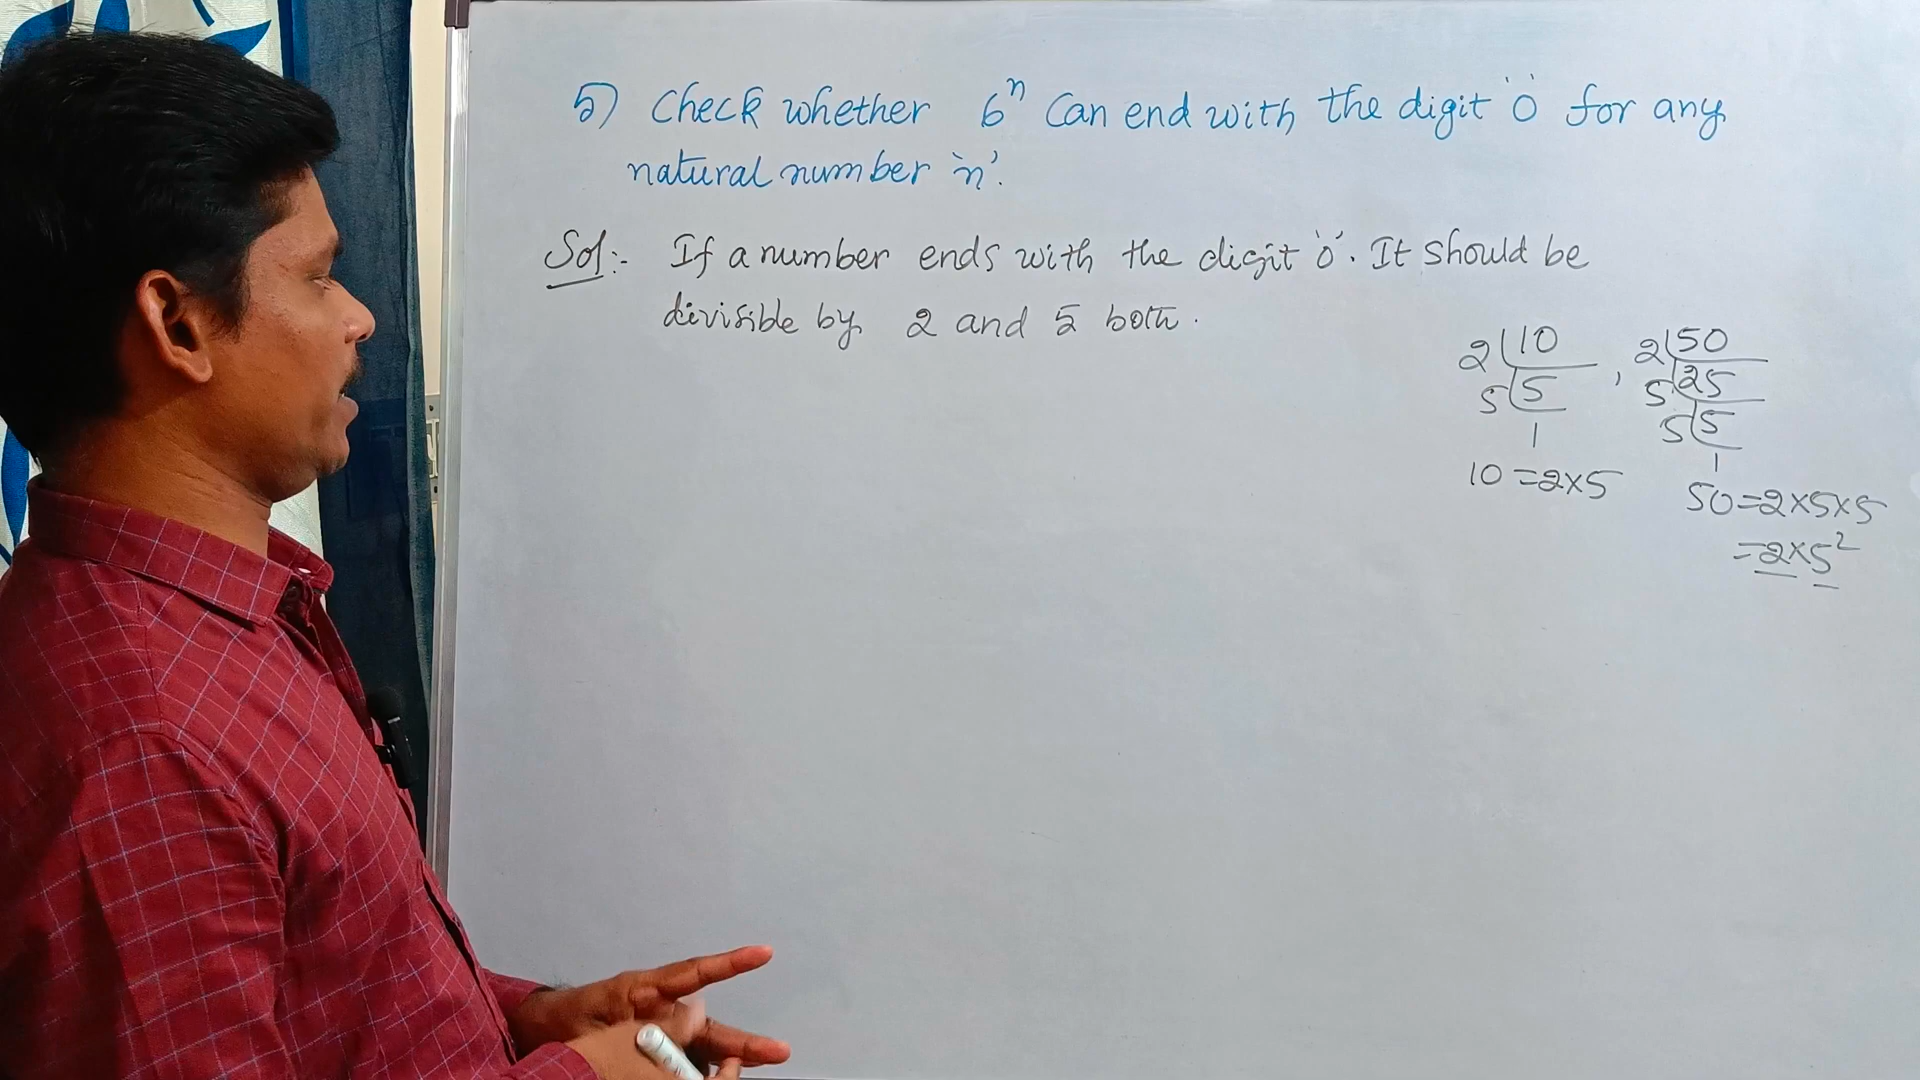 5) Check whether 6ⁿ Can end with the digit '0' for any
natural number 'n'.
Sol:- If a number ends with the digit '0'. It should be
divisible by 2 and 5 both.
2 | 10
5 | 5
1
10 = 2×5
,
2 | 50
5 | 25
5 | 5
1
50 = 2×5×5
= 2×5²